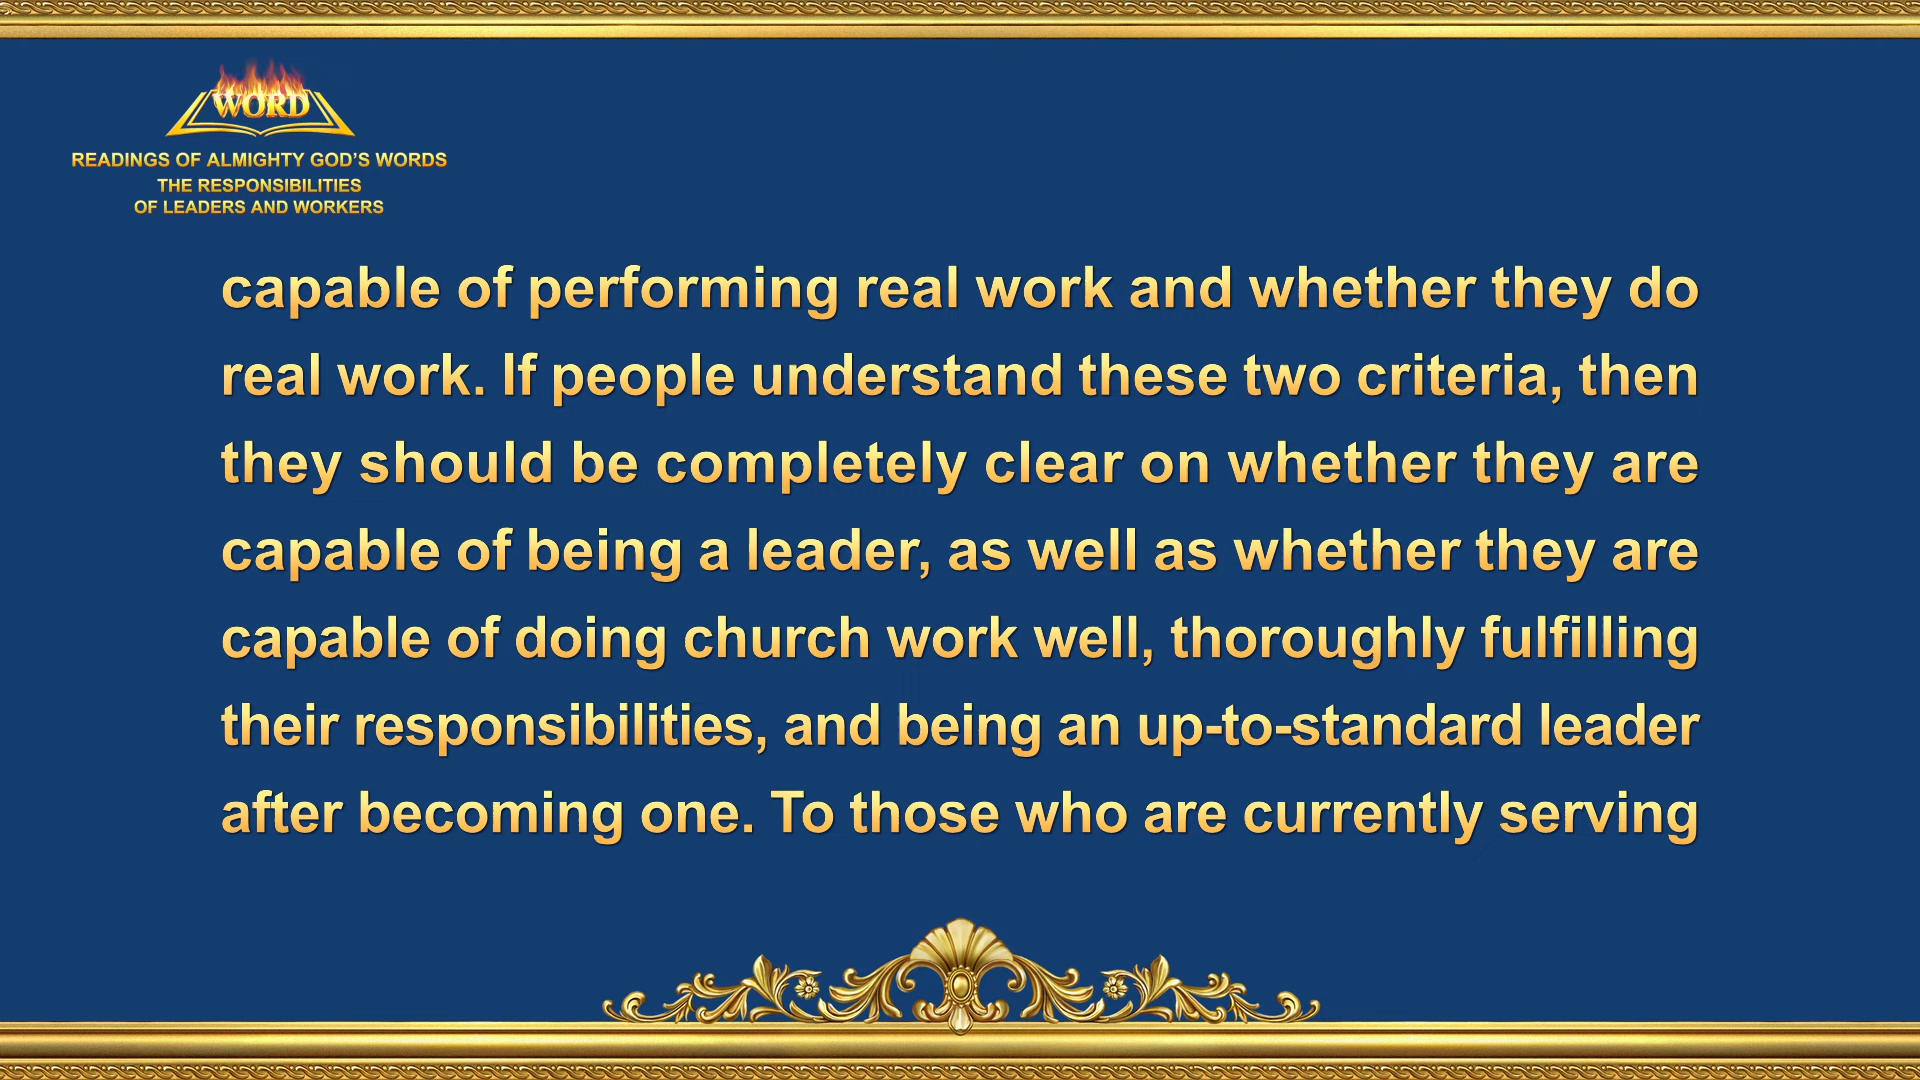 WORD
READINGS OF ALMIGHTY GOD'S WORDS
THE RESPONSIBILITIES
OF LEADERS AND WORKERS
capable of performing real work and whether they do
real work. If people understand these two criteria, then
they should be completely clear on whether they are
capable of being a leader, as well as whether they are
capable of doing church work well, thoroughly fulfilling
their responsibilities, and being an up-to-standard leader
after becoming one. To those who are currently serving